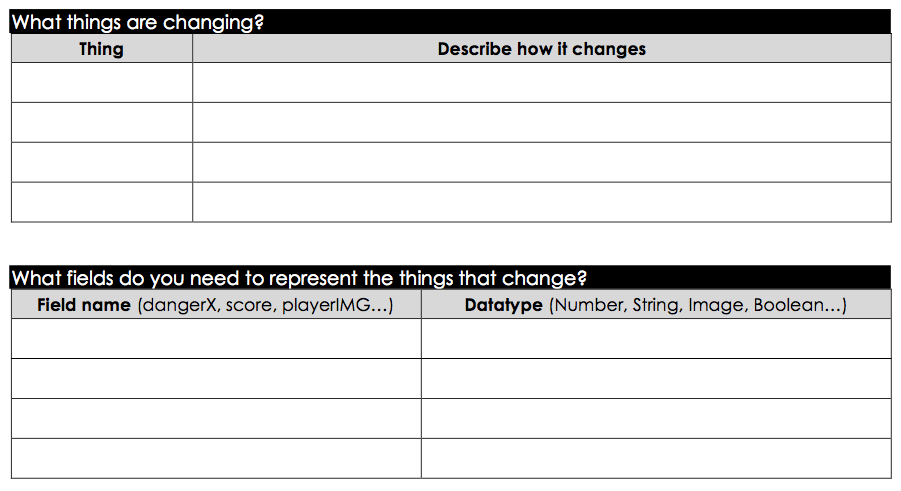 What things are changing?
Thing Describe how it changes
What fields do you need to represent the things that change?
Field name (dangerX, score, playerIMG...) Datatype (Number, String, Image, Boolean...)